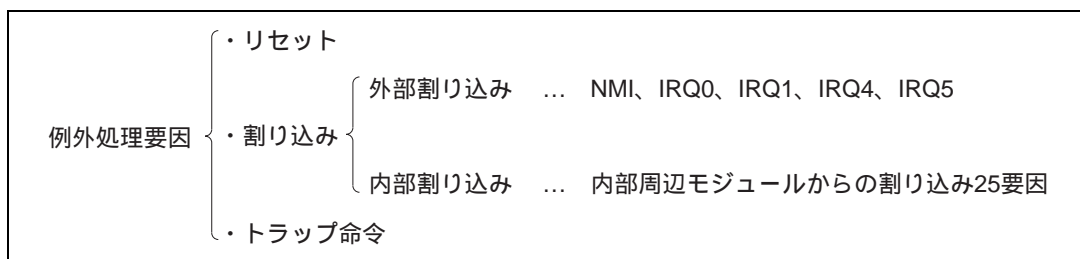 ・リセット
外部割り込み … NMI、IRQ0、IRQ1、IRQ4、IRQ5
例外処理要因 ・割り込み
内部割り込み … 内部周辺モジュールからの割り込み25要因
・トラップ命令